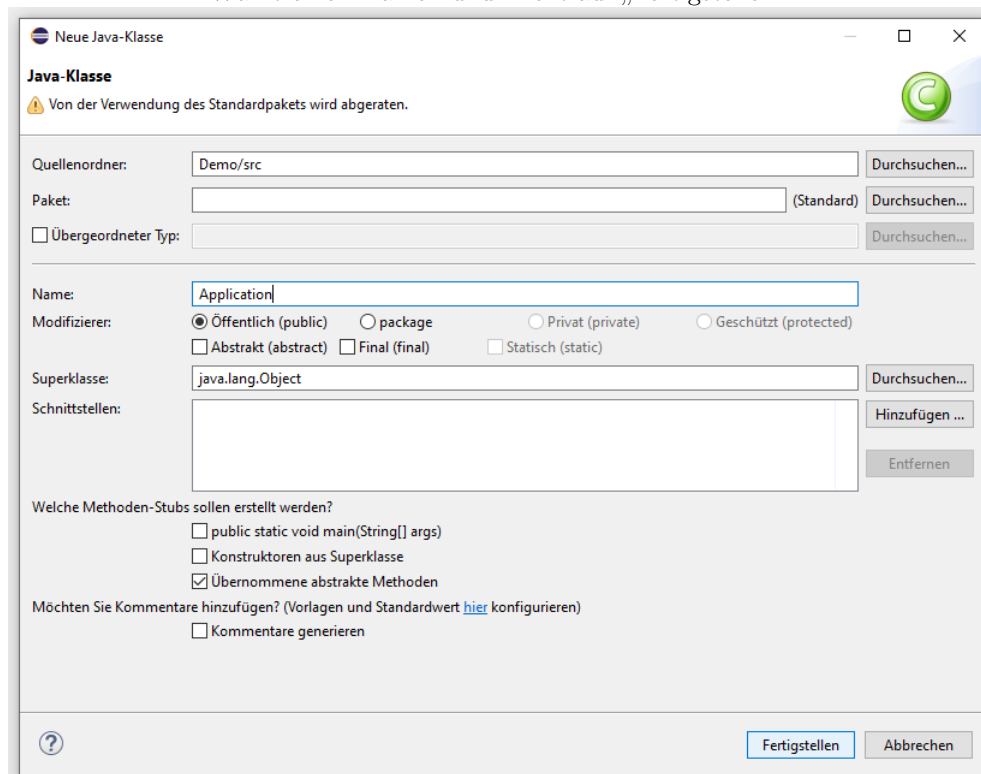 Neue Java-Klasse
Java-Klasse
Von der Verwendung des Standardpakets wird abgeraten.
Quellenordner: Demo/src Durchsuchen...
Paket: (Standard) Durchsuchen...
Übergeordneter Typ: Durchsuchen...
Name: Application
Modifizierer: Öffentlich (public) package Privat (private) Geschützt (protected)
Abstrakt (abstract) Final (final) Statisch (static)
Superklasse: java.lang.Object Durchsuchen...
Schnittstellen: Hinzufügen ...
Entfernen
Welche Methoden-Stubs sollen erstellt werden?
public static void main(String[] args)
Konstruktoren aus Superklasse
Übernommene abstrakte Methoden
Möchten Sie Kommentare hinzufügen? (Vorlagen und Standardwert hier konfigurieren)
Kommentare generieren
Fertigstellen Abbrechen